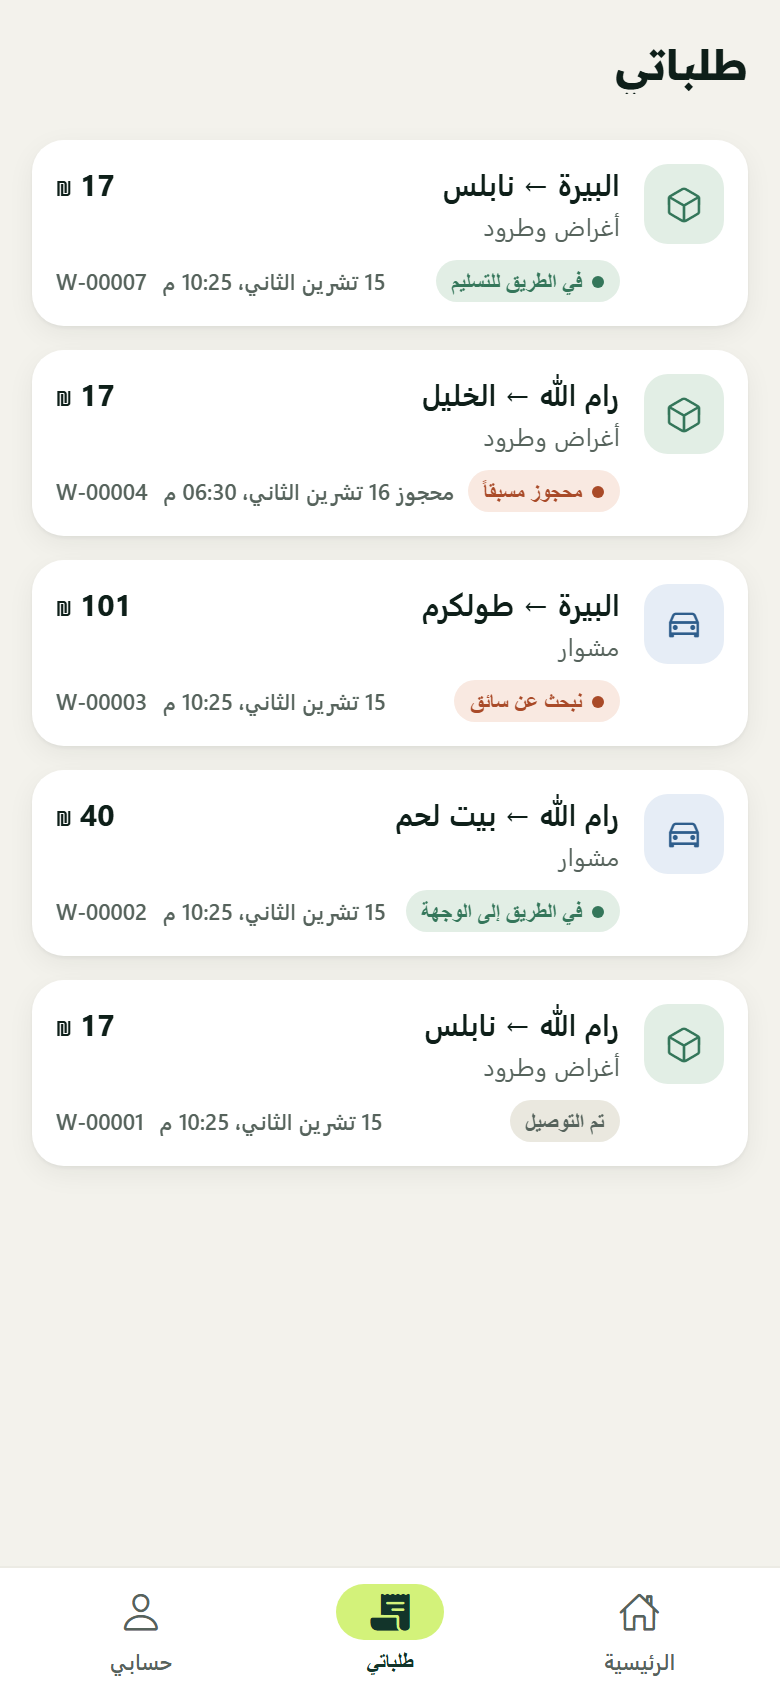 طلباتي
البيرة ← نابلس 17 ₪
أغراض وطرود
في الطريق للتسليم 15 تشرين الثاني، 10:25 م W-00007
رام الله ← الخليل 17 ₪
أغراض وطرود
محجوز مسبقاً محجوز 16 تشرين الثاني، 06:30 م W-00004
البيرة ← طولكرم 101 ₪
مشوار
نبحث عن سائق 15 تشرين الثاني، 10:25 م W-00003
رام الله ← بيت لحم 40 ₪
مشوار
في الطريق إلى الوجهة 15 تشرين الثاني، 10:25 م W-00002
رام الله ← نابلس 17 ₪
أغراض وطرود
تم التوصيل 15 تشرين الثاني، 10:25 م W-00001
الرئيسية طلباتي حسابي